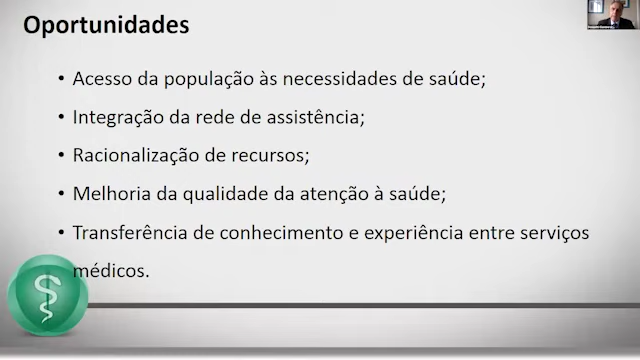 Oportunidades
• Acesso da população às necessidades de saúde;
• Integração da rede de assistência;
• Racionalização de recursos;
• Melhoria da qualidade da atenção à saúde;
• Transferência de conhecimento e experiência entre serviços
médicos.